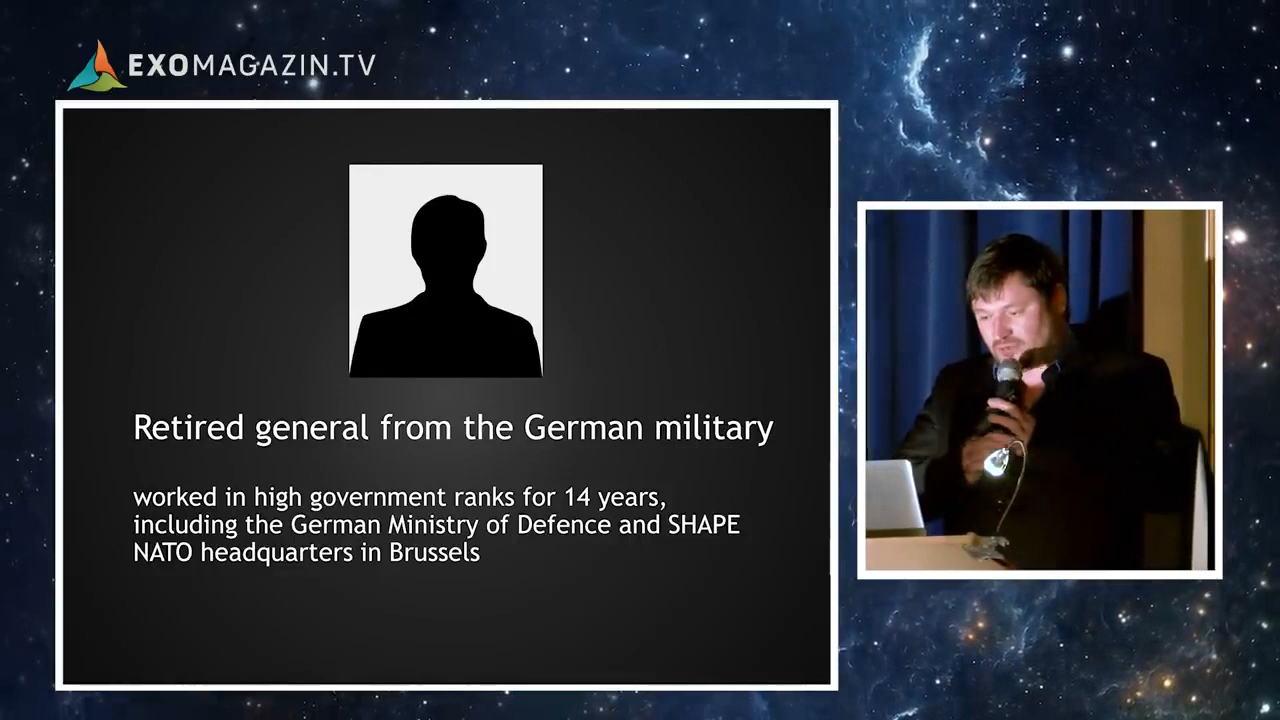 EXOMAGAZIN.TV
Retired general from the German military
worked in high government ranks for 14 years,
including the German Ministry of Defence and SHAPE
NATO headquarters in Brussels